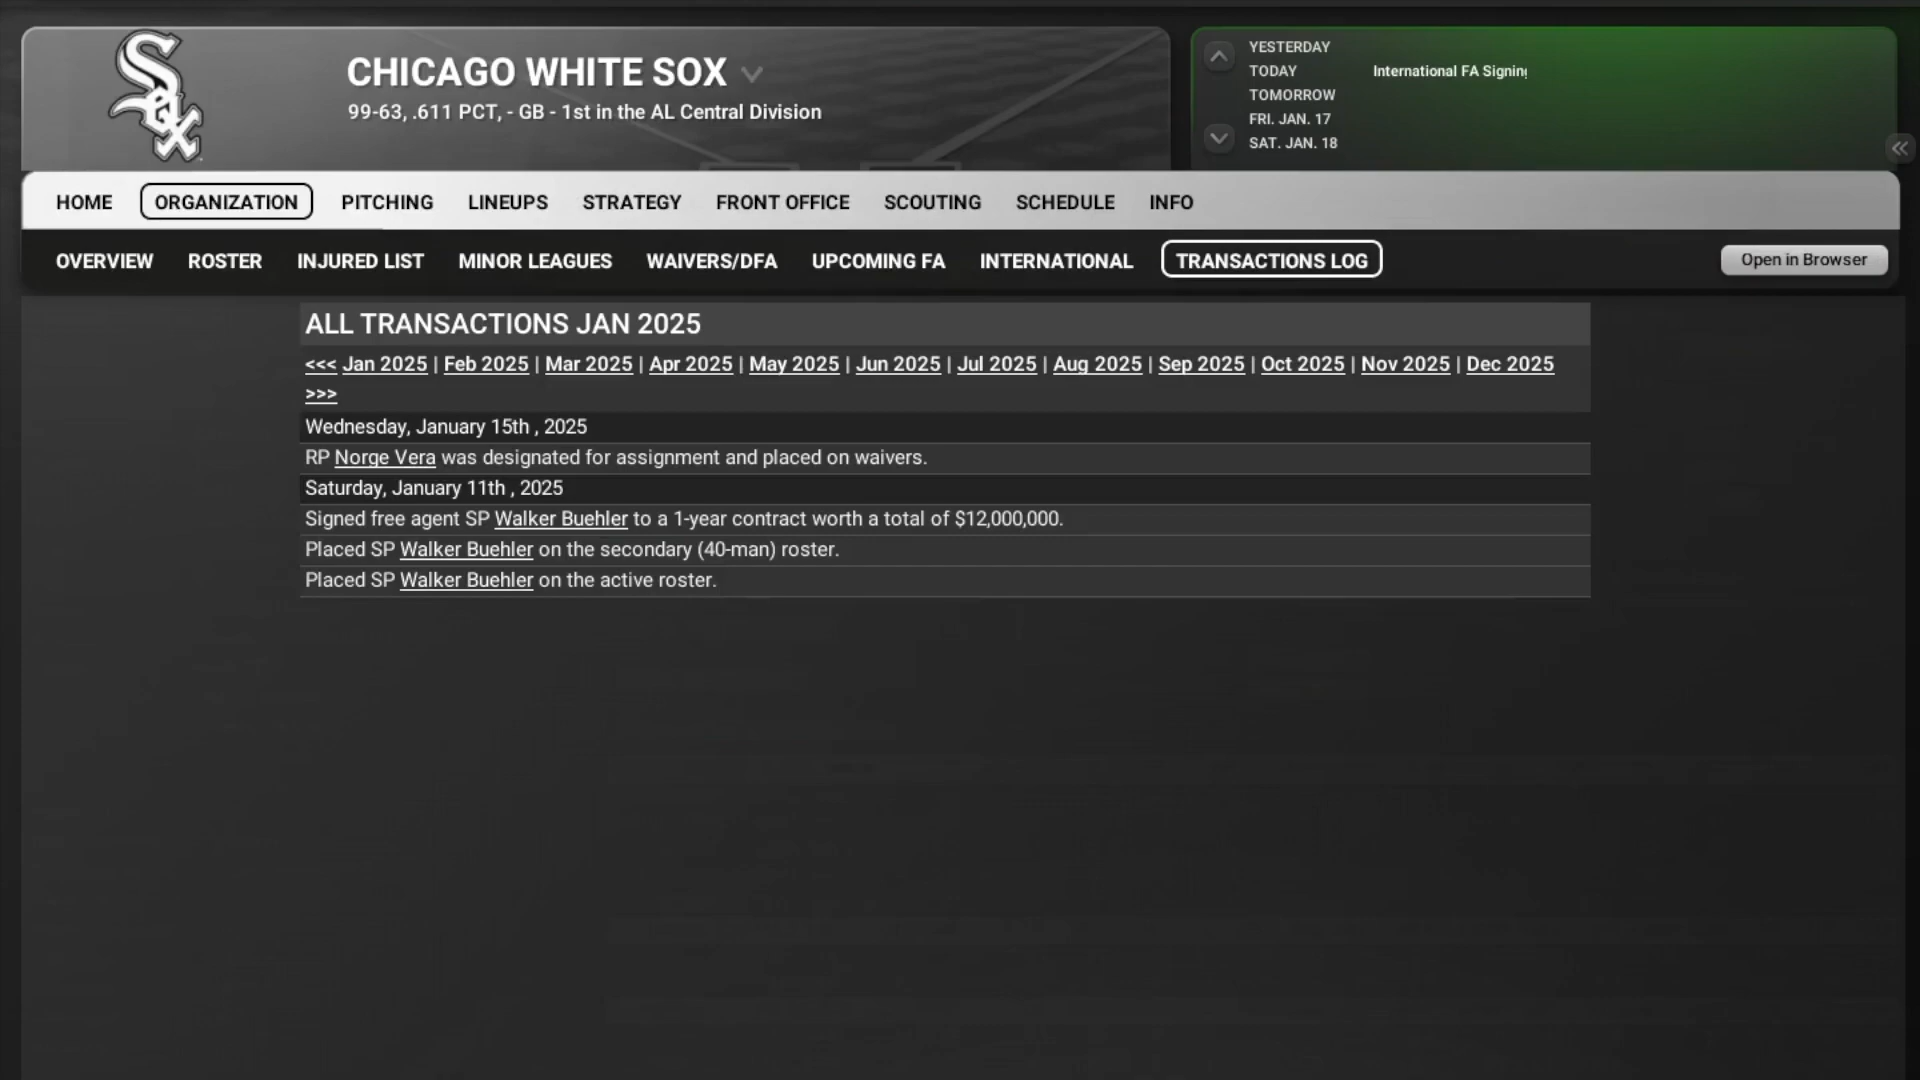 Sox
CHICAGO WHITE SOX
99-63, .611 PCT, - GB - 1st in the AL Central Division
YESTERDAY
TODAY International FA Signing
TOMORROW
FRI. JAN. 17
SAT. JAN. 18
HOME ORGANIZATION PITCHING LINEUPS STRATEGY FRONT OFFICE SCOUTING SCHEDULE INFO
OVERVIEW ROSTER INJURED LIST MINOR LEAGUES WAIVERS/DFA UPCOMING FA INTERNATIONAL TRANSACTIONS LOG Open in Browser
ALL TRANSACTIONS JAN 2025
<<< Jan 2025 | Feb 2025 | Mar 2025 | Apr 2025 | May 2025 | Jun 2025 | Jul 2025 | Aug 2025 | Sep 2025 | Oct 2025 | Nov 2025 | Dec 2025
>>>
Wednesday, January 15th , 2025
RP Norge Vera was designated for assignment and placed on waivers.
Saturday, January 11th , 2025
Signed free agent SP Walker Buehler to a 1-year contract worth a total of $12,000,000.
Placed SP Walker Buehler on the secondary (40-man) roster.
Placed SP Walker Buehler on the active roster.